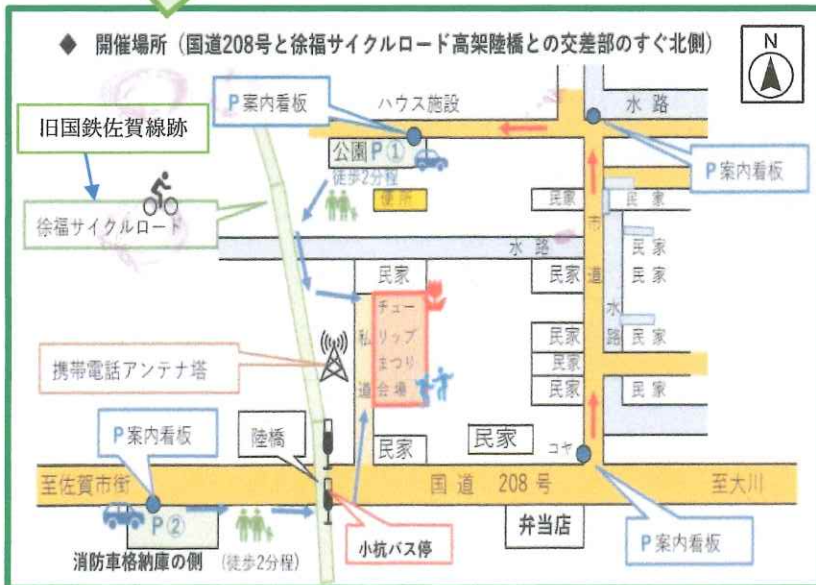 ◆ 開催場所（国道208号と徐福サイクルロード高架陸橋との交差部のすぐ北側）
N
P案内看板
ハウス施設
水路
旧国鉄佐賀線跡
公園P①
徒歩2分程
便所
P案内看板
民家
民家
徐福サイクルロード
市道
水路
民家
民家
民家
民家
チューリップまつり会場
私道
水路
民家
民家
民家
民家
民家
携帯電話アンテナ塔
P案内看板
陸橋
民家
民家
コヤ
至佐賀市街
国道 208号
至大川
P②
消防車格納庫の側 （徒歩2分程）
小坑バス停
弁当店
P案内看板